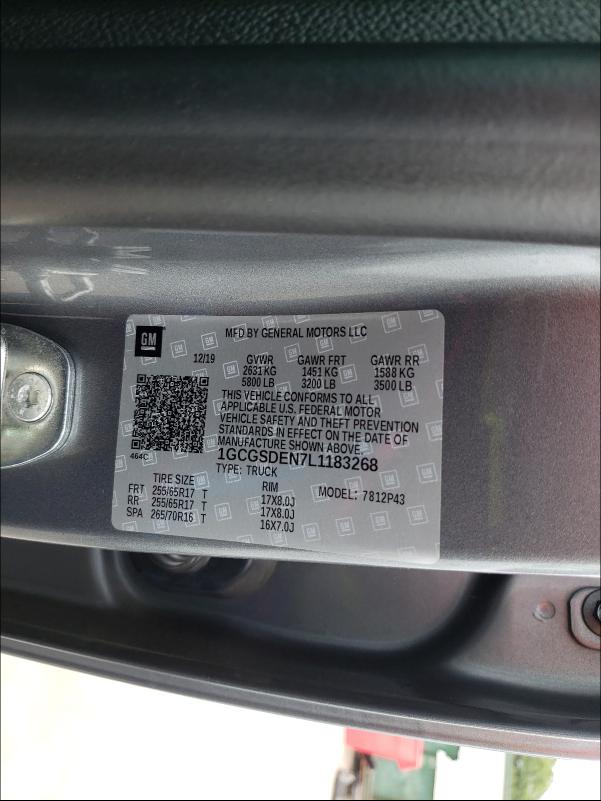 GM
MFD BY GENERAL MOTORS LLC
12/19 GVWR GAWR FRT GAWR RR
2631 KG 1451 KG 1588 KG
5800 LB 3200 LB 3500 LB
THIS VEHICLE CONFORMS TO ALL
APPLICABLE U.S. FEDERAL MOTOR
VEHICLE SAFETY AND THEFT PREVENTION
STANDARDS IN EFFECT ON THE DATE OF
MANUFACTURE SHOWN ABOVE.
464C
1GCGSDEN7L1183268
TYPE: TRUCK
TIRE SIZE RIM
FRT 255/65R17 T 17X8.0J MODEL: 7812P43
RR 255/65R17 T 17X8.0J
SPA 265/70R16 T 16X7.0J